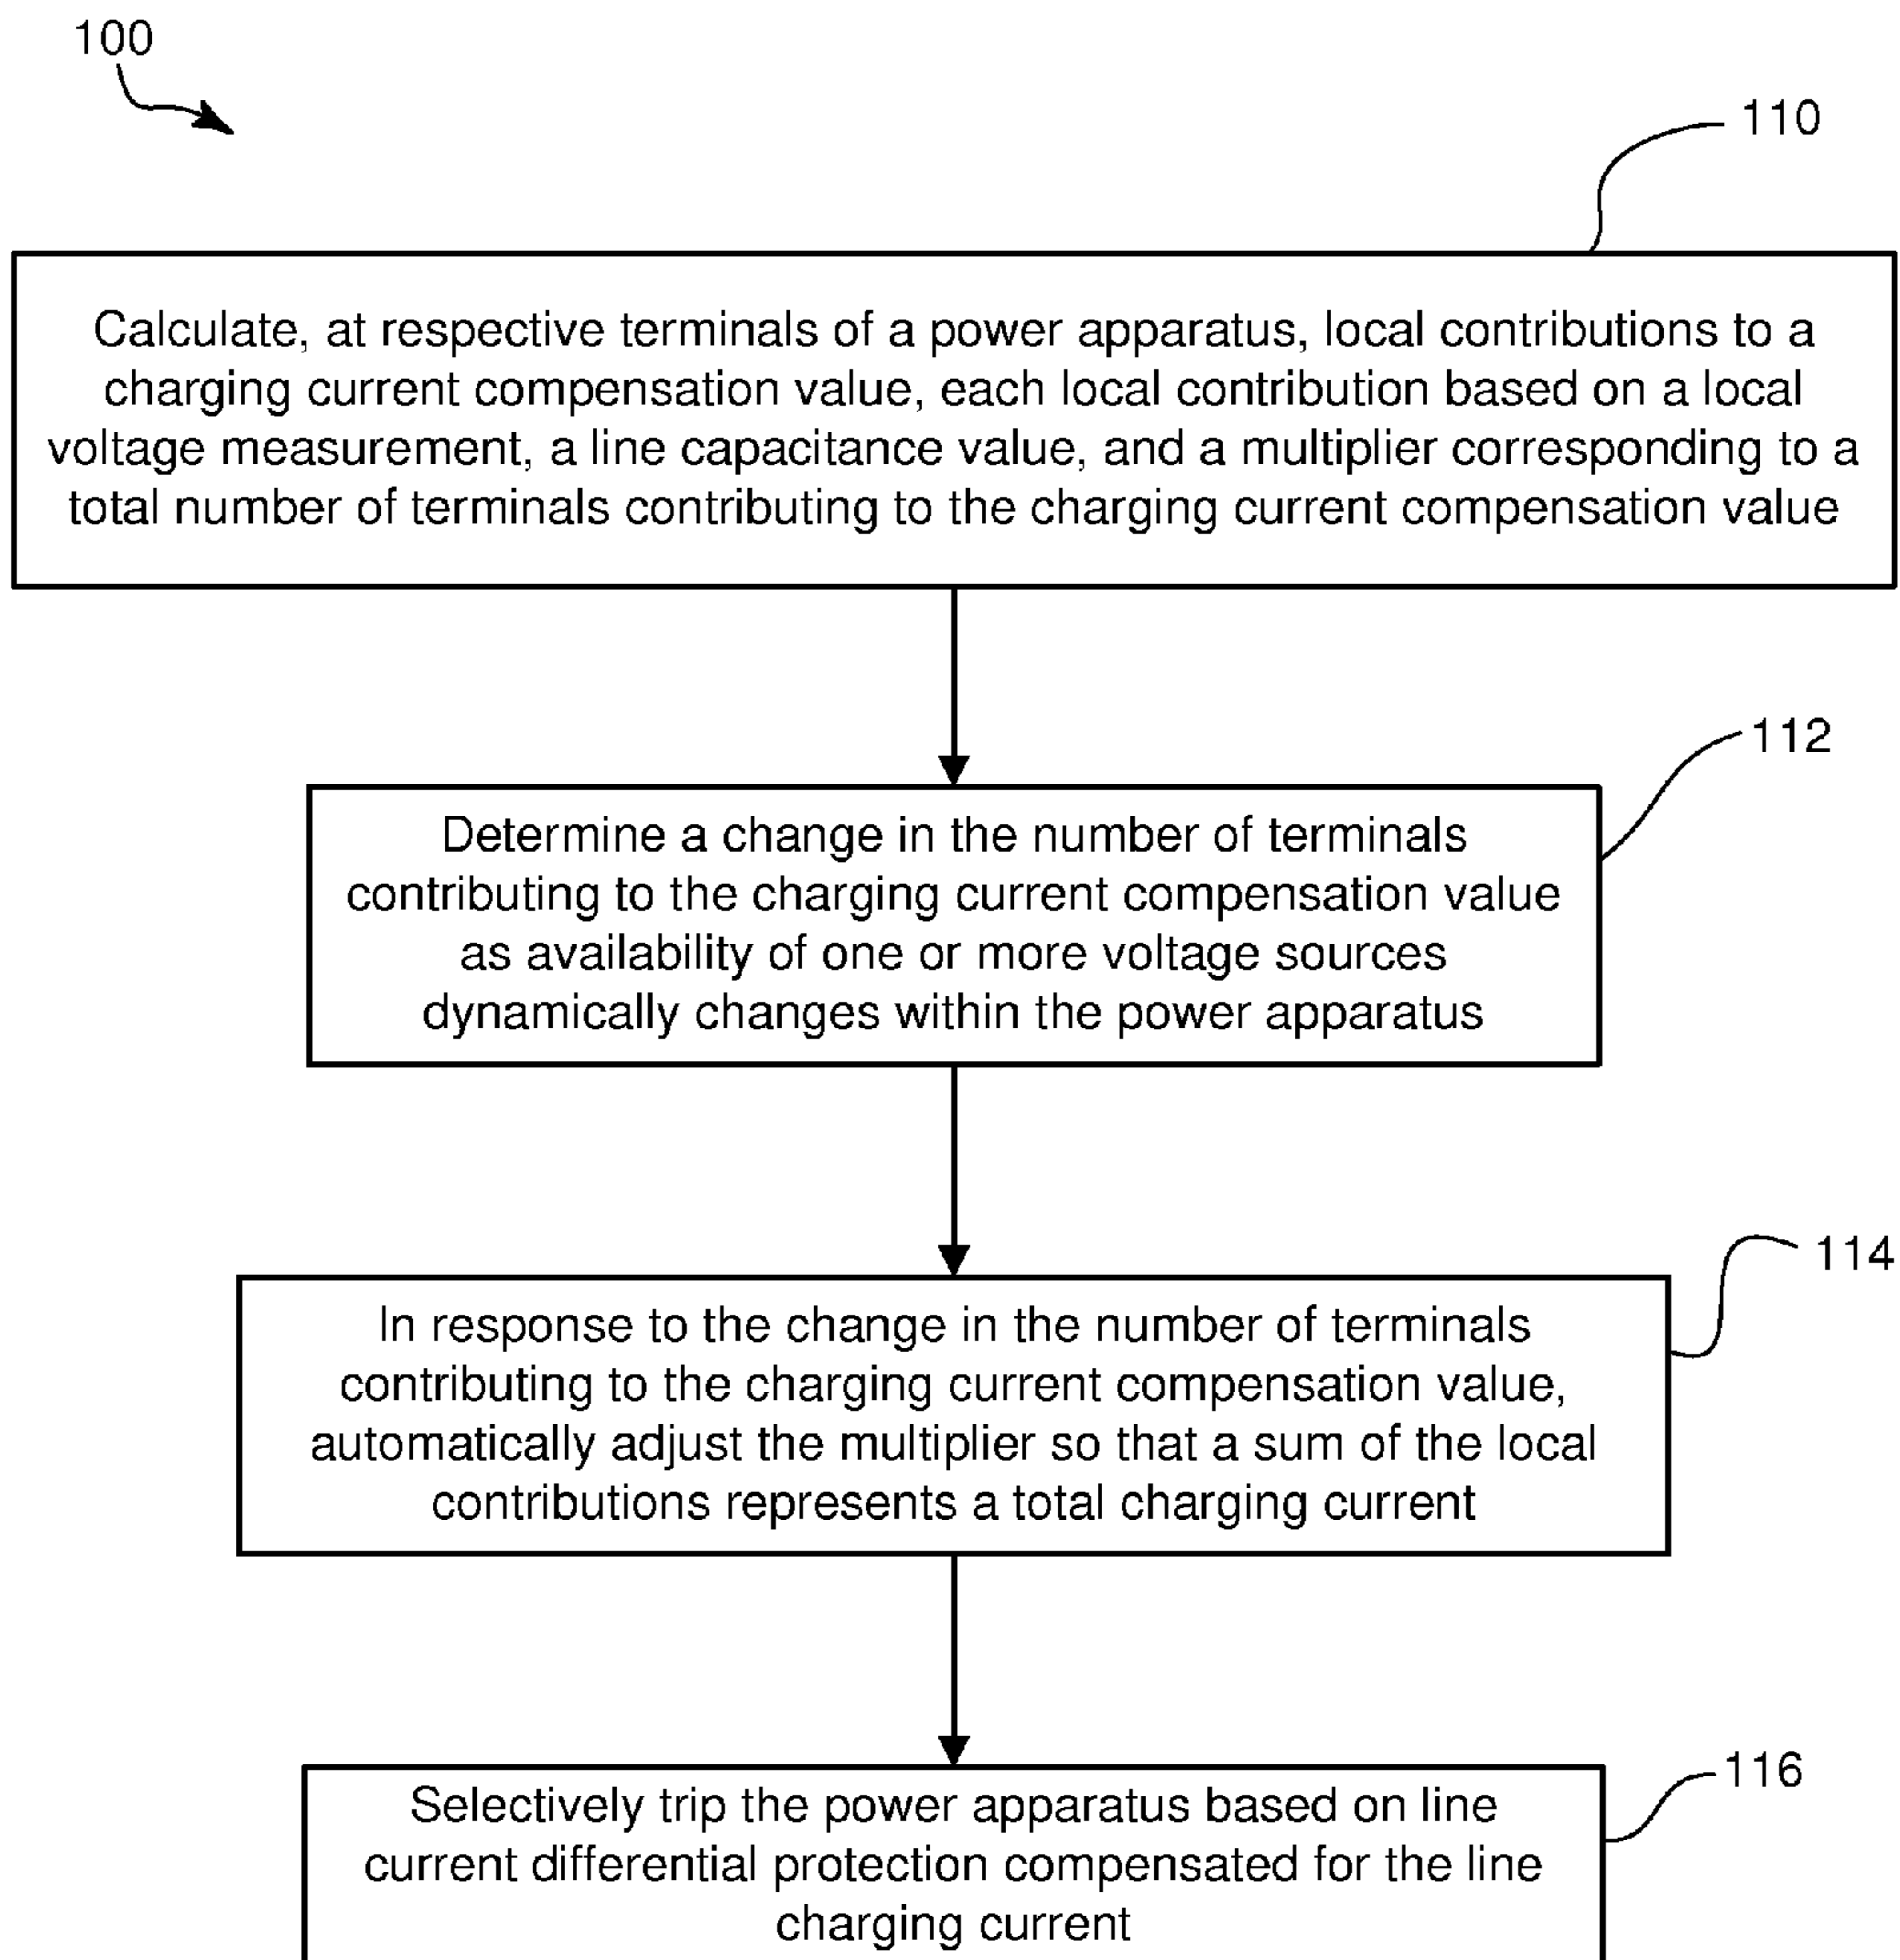 100
110
Calculate, at respective terminals of a power apparatus, local contributions to a
charging current compensation value, each local contribution based on a local
voltage measurement, a line capacitance value, and a multiplier corresponding to a
total number of terminals contributing to the charging current compensation value
112
Determine a change in the number of terminals
contributing to the charging current compensation value
as availability of one or more voltage sources
dynamically changes within the power apparatus
114
In response to the change in the number of terminals
contributing to the charging current compensation value,
automatically adjust the multiplier so that a sum of the local
contributions represents a total charging current
116
Selectively trip the power apparatus based on line
current differential protection compensated for the line
charging current